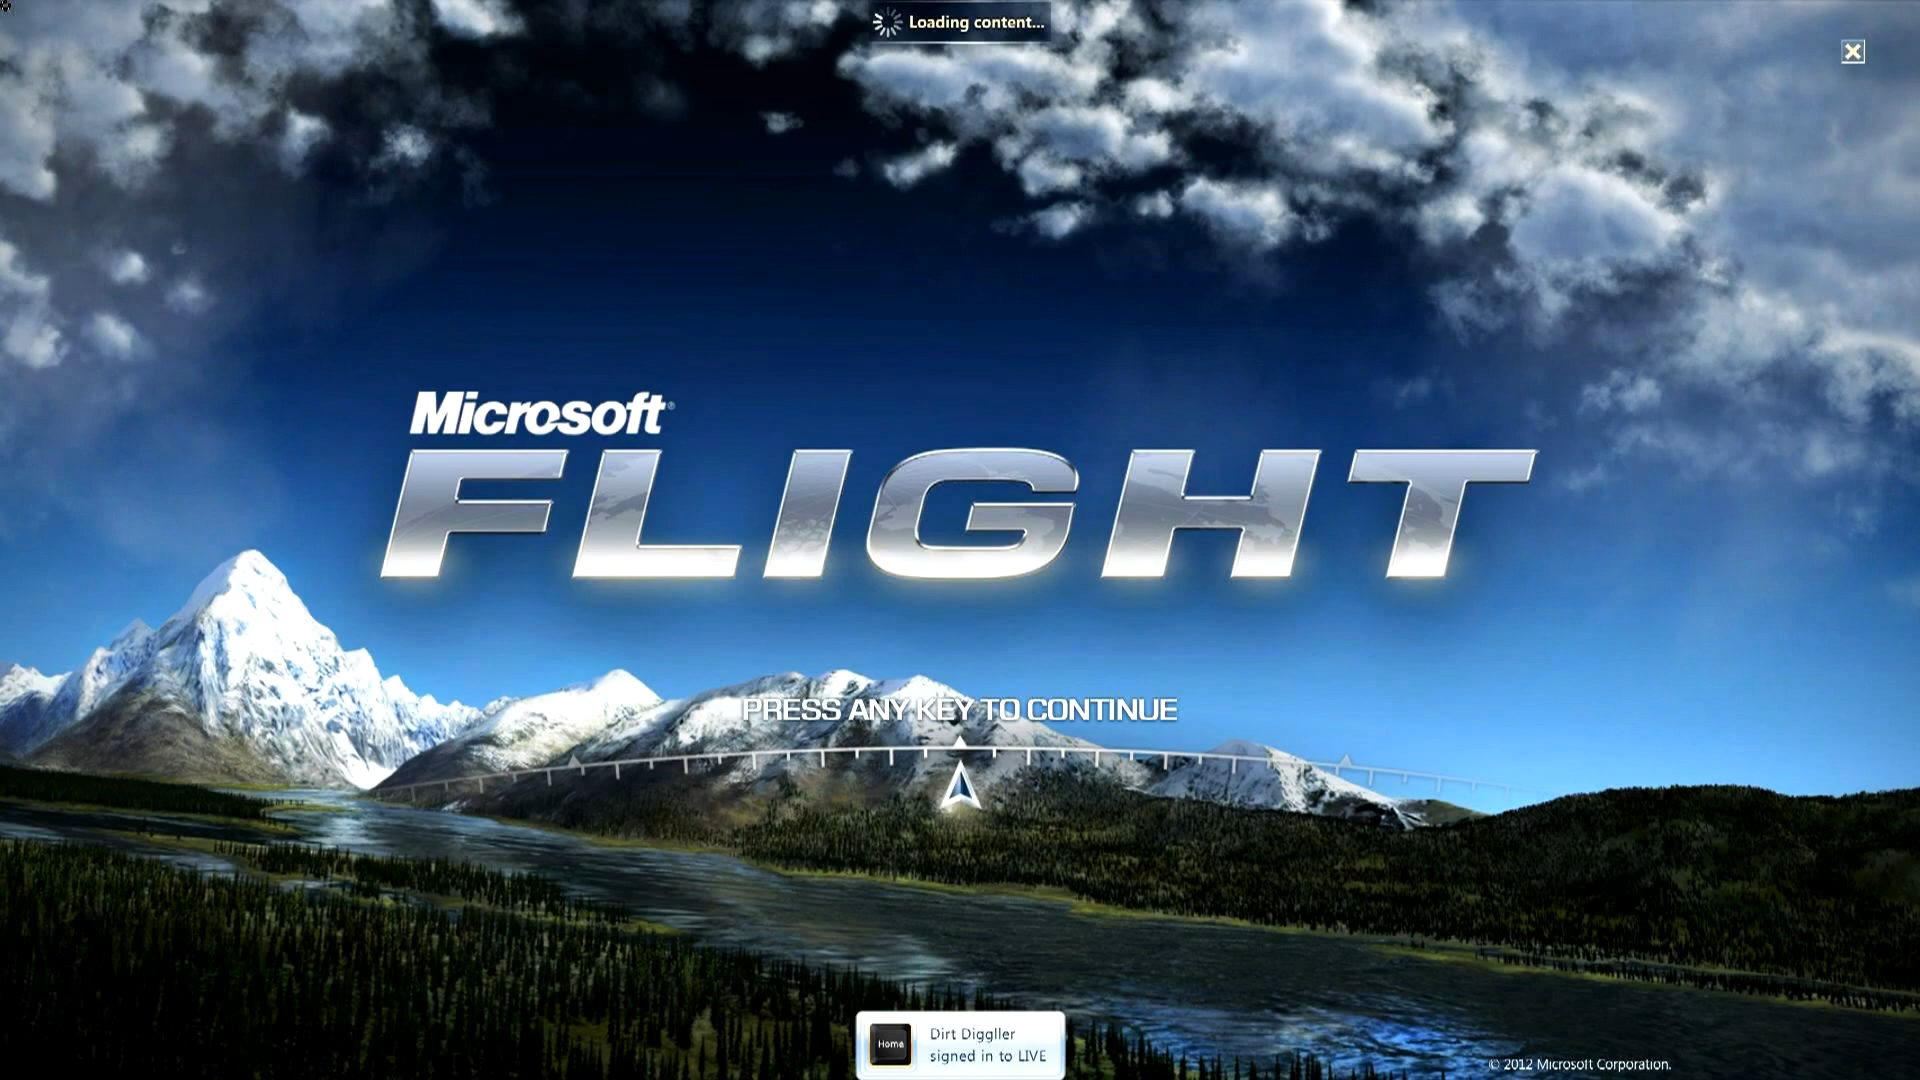 Loading content...
Microsoft®
FLIGHT
PRESS ANY KEY TO CONTINUE
Home
Dirt Diggller
signed in to LIVE
© 2012 Microsoft Corporation.